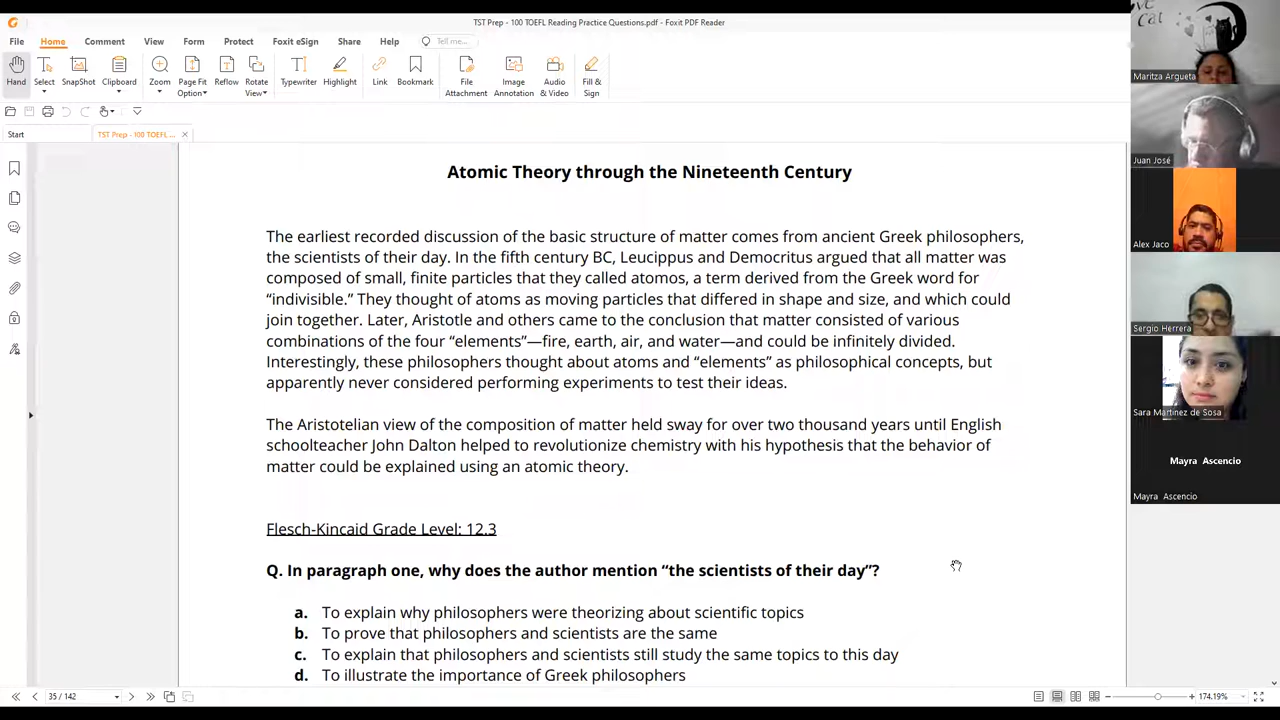 TST Prep - 100 TOEFL Reading Practice Questions.pdf - Foxit PDF Reader
File Home Comment View Form Protect Foxit eSign Share Help Tell me...
Hand Select SnapShot Clipboard Zoom Page Fit Option Reflow Rotate View Typewriter Highlight Link Bookmark File Attachment Image Annotation Audio & Video Fill & Sign
Start TST Prep - 100 TOEFL ...
Atomic Theory through the Nineteenth Century
The earliest recorded discussion of the basic structure of matter comes from ancient Greek philosophers,
the scientists of their day. In the fifth century BC, Leucippus and Democritus argued that all matter was
composed of small, finite particles that they called atomos, a term derived from the Greek word for
“indivisible.” They thought of atoms as moving particles that differed in shape and size, and which could
join together. Later, Aristotle and others came to the conclusion that matter consisted of various
combinations of the four “elements”—fire, earth, air, and water—and could be infinitely divided.
Interestingly, these philosophers thought about atoms and “elements” as philosophical concepts, but
apparently never considered performing experiments to test their ideas.
The Aristotelian view of the composition of matter held sway for over two thousand years until English
schoolteacher John Dalton helped to revolutionize chemistry with his hypothesis that the behavior of
matter could be explained using an atomic theory.
Flesch-Kincaid Grade Level: 12.3
Q. In paragraph one, why does the author mention “the scientists of their day”?
a. To explain why philosophers were theorizing about scientific topics
b. To prove that philosophers and scientists are the same
c. To explain that philosophers and scientists still study the same topics to this day
d. To illustrate the importance of Greek philosophers
35 / 142
174.19%
Cat
Maritza Argueta
Juan José
Alex Jaco
Sergio Herrera
Sara Martinez de Sosa
Mayra Ascencio
Mayra Ascencio